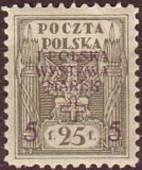 POCZTA
POLSKA
I POLSKA
WYSTAWA
MAREK
5 5
f. 25 f.